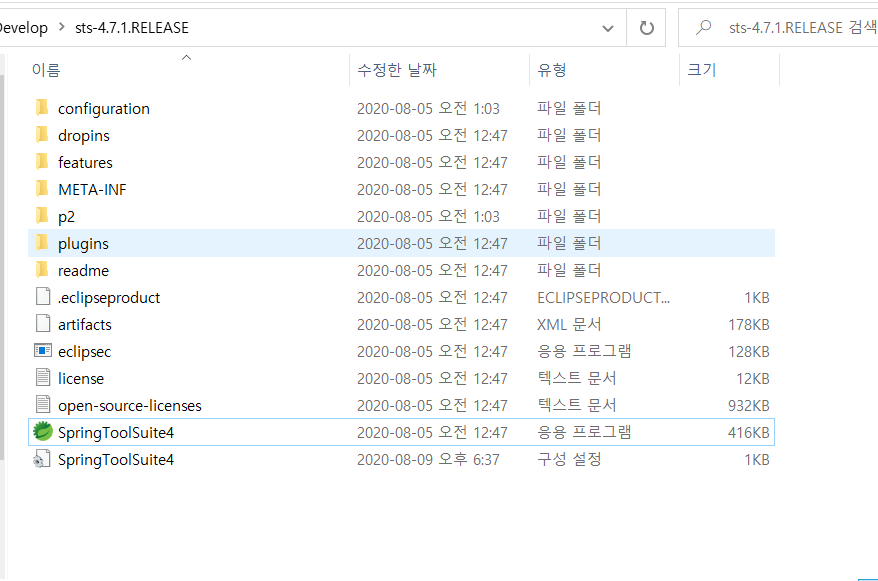 Develop > sts-4.7.1.RELEASE sts-4.7.1.RELEASE 검색
이름 수정한 날짜 유형 크기
configuration 2020-08-05 오전 1:03 파일 폴더
dropins 2020-08-05 오전 12:47 파일 폴더
features 2020-08-05 오전 12:47 파일 폴더
META-INF 2020-08-05 오전 12:47 파일 폴더
p2 2020-08-05 오전 1:03 파일 폴더
plugins 2020-08-05 오전 12:47 파일 폴더
readme 2020-08-05 오전 12:47 파일 폴더
.eclipseproduct 2020-08-05 오전 12:47 ECLIPSEPRODUCT... 1KB
artifacts 2020-08-05 오전 12:47 XML 문서 178KB
eclipsec 2020-08-05 오전 12:47 응용 프로그램 128KB
license 2020-08-05 오전 12:47 텍스트 문서 12KB
open-source-licenses 2020-08-05 오전 12:47 텍스트 문서 932KB
SpringToolSuite4 2020-08-05 오전 12:47 응용 프로그램 416KB
SpringToolSuite4 2020-08-09 오후 6:37 구성 설정 1KB